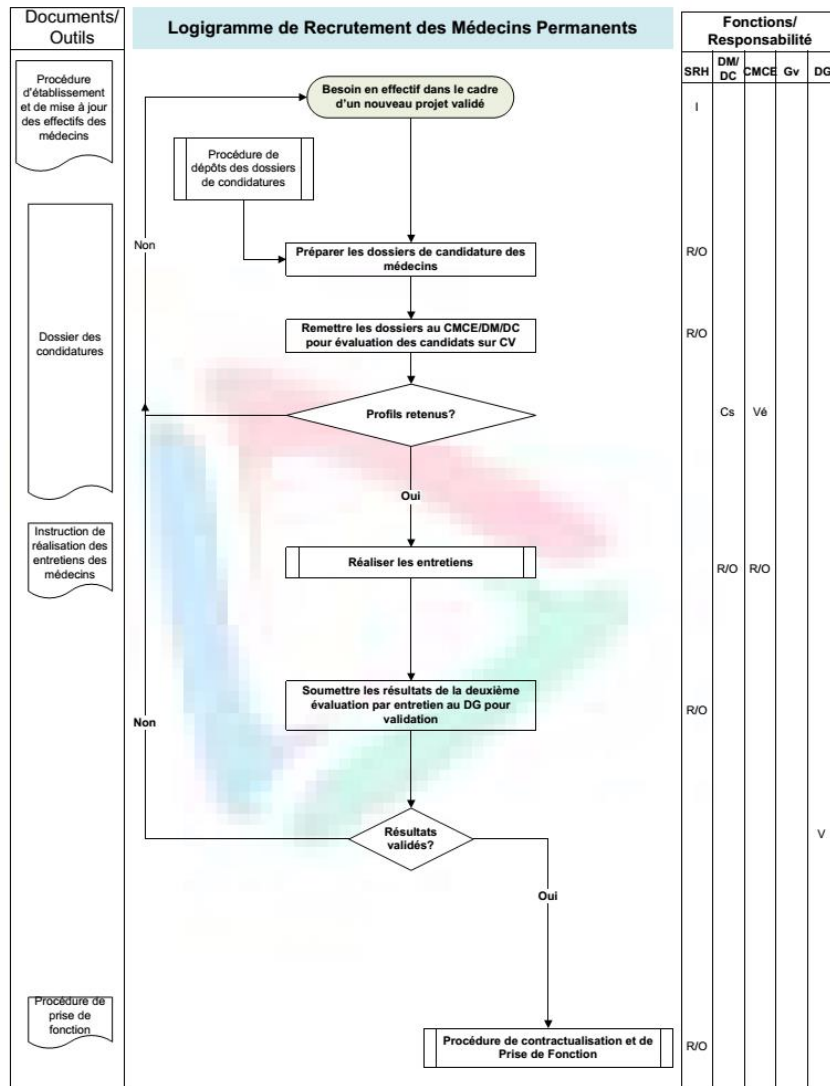 Documents/
Outils
Logigramme de Recrutement des Médecins Permanents
Fonctions/
Responsabilité
SRH
DM/
DC
CMCE
Gv
DG
Procédure
d'établissement
et de mise à jour
des effectifs des
médecins
Besoin en effectif dans le cadre
d'un nouveau projet validé
I
Procédure de
dépôts des dossiers
de condidatures
Non
Préparer les dossiers de candidature des
médecins
R/O
Dossier des
condidatures
Remettre les dossiers au CMCE/DM/DC
pour évaluation des candidats sur CV
R/O
Profils retenus?
Cs
Vé
Oui
Instruction de
réalisation des
entretiens des
médecins
Réaliser les entretiens
R/O
R/O
Soumettre les résultats de la deuxième
évaluation par entretien au DG pour
validation
R/O
Non
Résultats
validés?
V
Oui
Procédure de
prise de
fonction
Procédure de contractualisation et de
Prise de Fonction
R/O